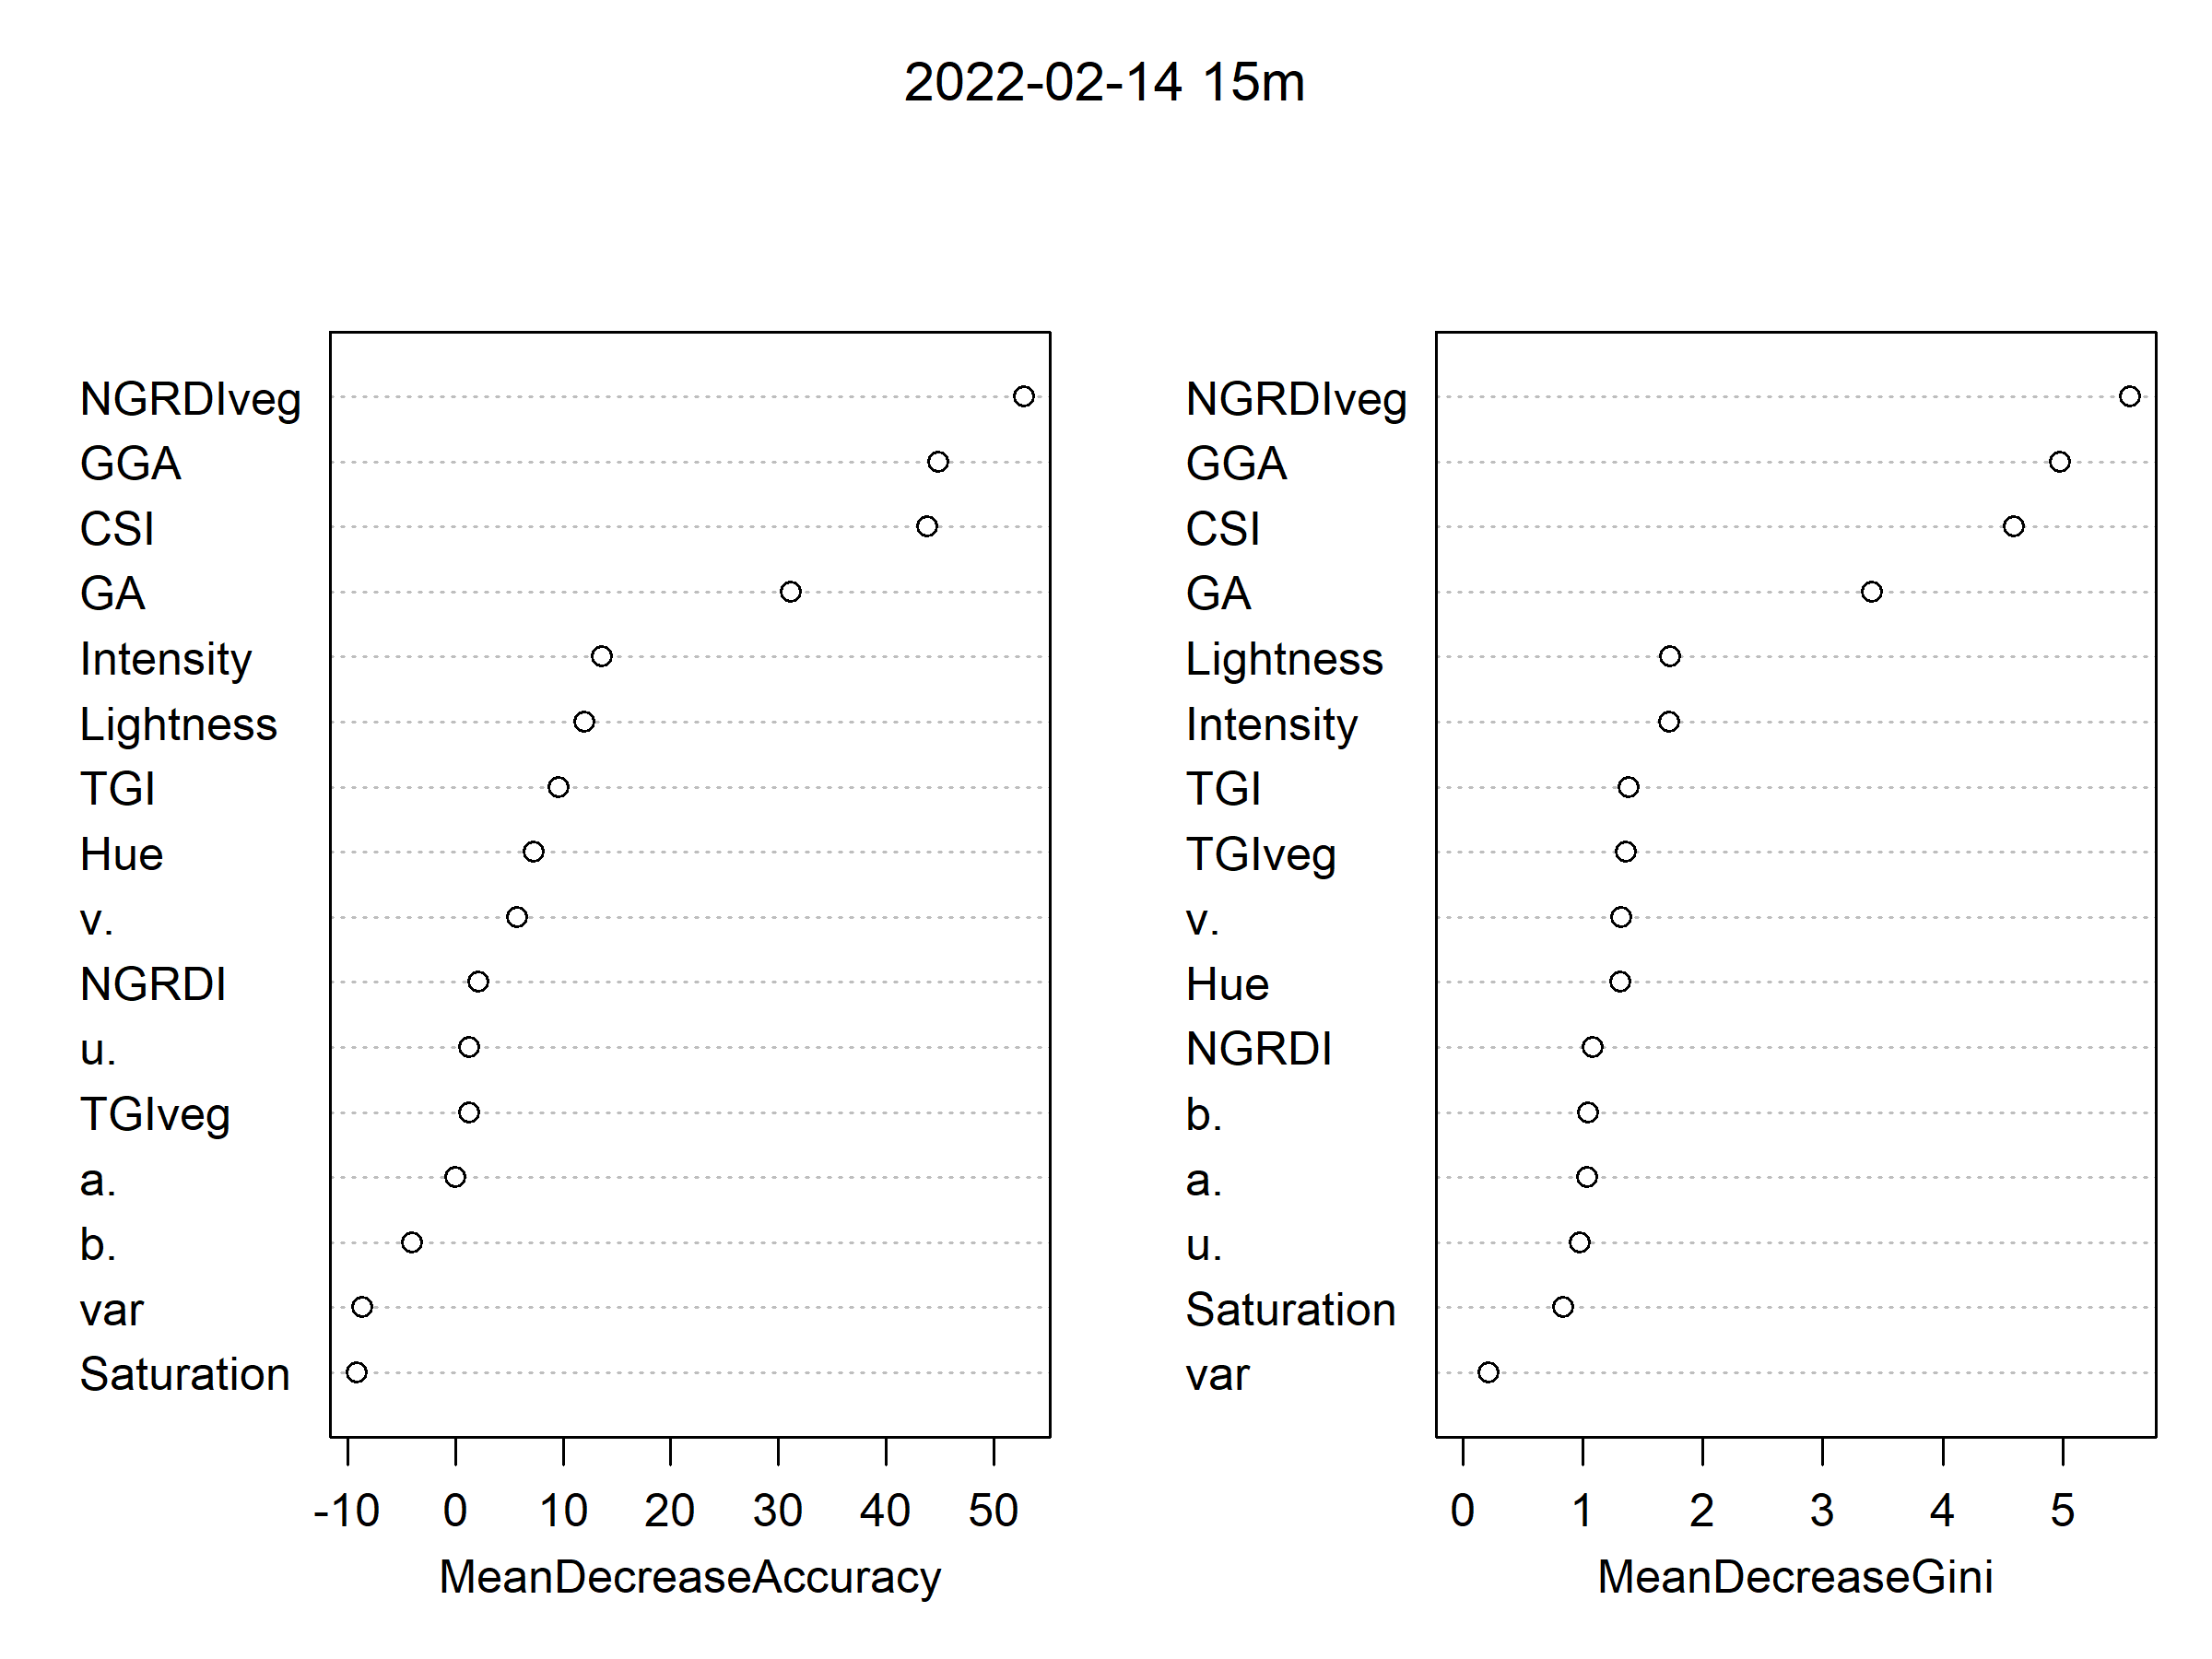 2022-02-14 15m
NGRDIveg
GGA
CSI
GA
Intensity
Lightness
TGI
Hue
v.
NGRDI
u.
TGIveg
a.
b.
var
Saturation
-10 0 10 20 30 40 50
MeanDecreaseAccuracy
NGRDIveg
GGA
CSI
GA
Lightness
Intensity
TGI
TGIveg
v.
Hue
NGRDI
b.
a.
u.
Saturation
var
0 1 2 3 4 5
MeanDecreaseGini